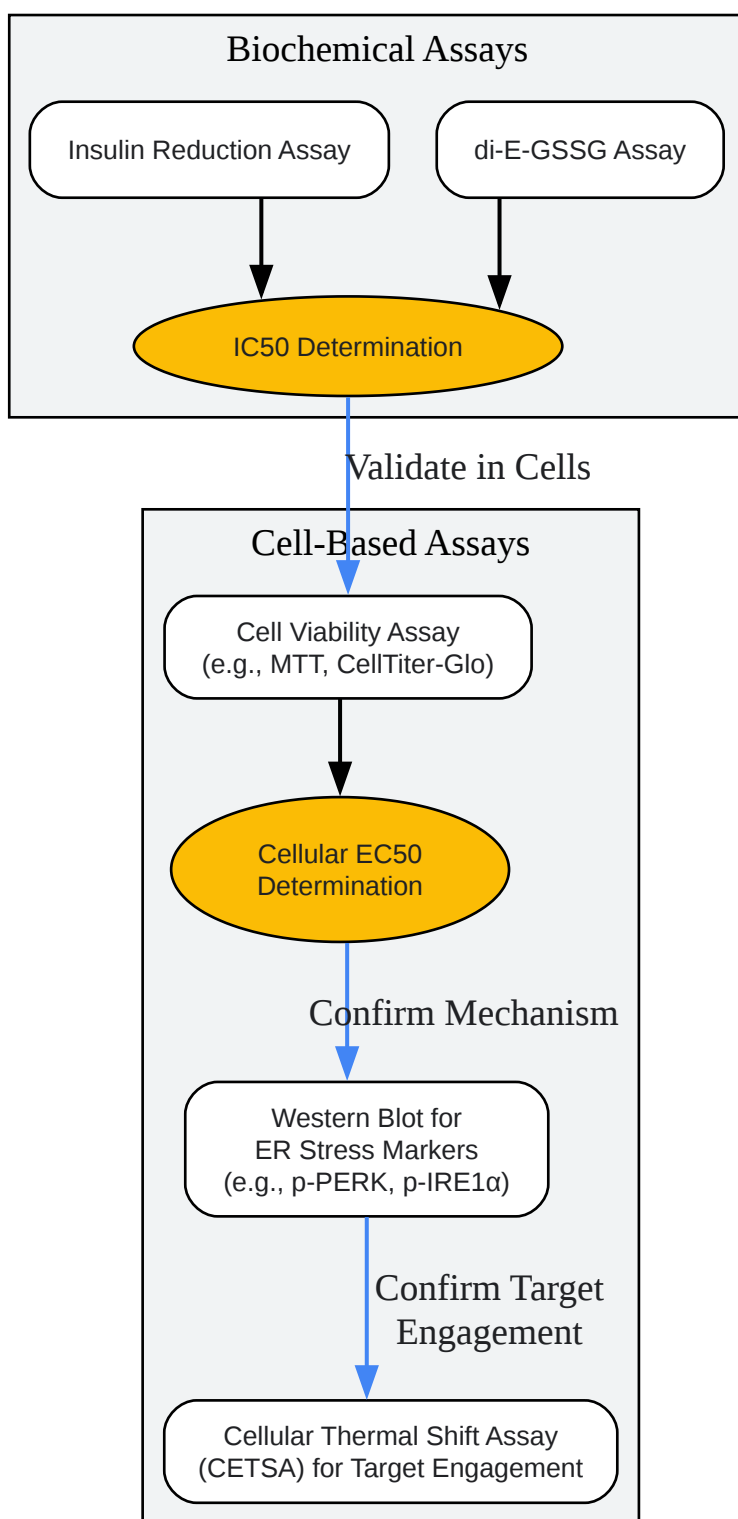 Biochemical Assays
Insulin Reduction Assay
di-E-GSSG Assay
IC50 Determination
Validate in Cells
Cell-Based Assays
Cell Viability Assay
(e.g., MTT, CellTiter-Glo)
Cellular EC50
Determination
Confirm Mechanism
Western Blot for
ER Stress Markers
(e.g., p-PERK, p-IRE1α)
Confirm Target
Engagement
Cellular Thermal Shift Assay
(CETSA) for Target Engagement